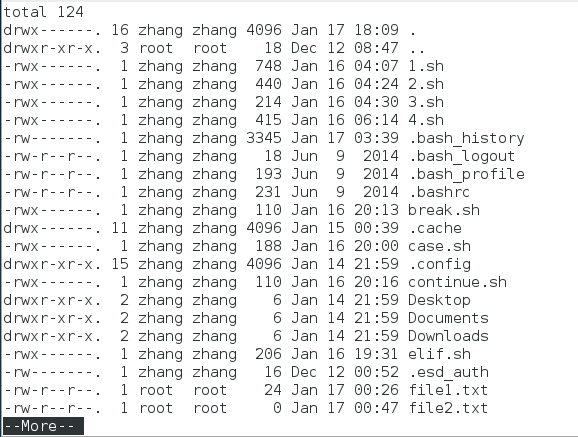 total 124
drwx------. 16 zhang zhang 4096 Jan 17 18:09 .
drwxr-xr-x.  3 root  root    18 Dec 12 08:47 ..
-rwx------.  1 zhang zhang  748 Jan 16 04:07 1.sh
-rwx------.  1 zhang zhang  440 Jan 16 04:24 2.sh
-rwx------.  1 zhang zhang  214 Jan 16 04:30 3.sh
-rwx------.  1 zhang zhang  415 Jan 16 06:14 4.sh
-rw-------.  1 zhang zhang 3345 Jan 17 03:39 .bash_history
-rw-r--r--.  1 zhang zhang   18 Jun  9  2014 .bash_logout
-rw-r--r--.  1 zhang zhang  193 Jun  9  2014 .bash_profile
-rw-r--r--.  1 zhang zhang  231 Jun  9  2014 .bashrc
-rwx------.  1 zhang zhang  110 Jan 16 20:13 break.sh
drwx------. 11 zhang zhang 4096 Jan 15 00:39 .cache
-rwx------.  1 zhang zhang  188 Jan 16 20:00 case.sh
drwxr-xr-x. 15 zhang zhang 4096 Jan 14 21:59 .config
-rwx------.  1 zhang zhang  110 Jan 16 20:16 continue.sh
drwxr-xr-x.  2 zhang zhang    6 Jan 14 21:59 Desktop
drwxr-xr-x.  2 zhang zhang    6 Jan 14 21:59 Documents
drwxr-xr-x.  2 zhang zhang    6 Jan 14 21:59 Downloads
-rwx------.  1 zhang zhang  206 Jan 16 19:31 elif.sh
-rw-------.  1 zhang zhang   16 Dec 12 00:52 .esd_auth
-rw-r--r--.  1 root  root    24 Jan 17 00:26 file1.txt
-rw-r--r--.  1 root  root     0 Jan 17 00:47 file2.txt
--More--